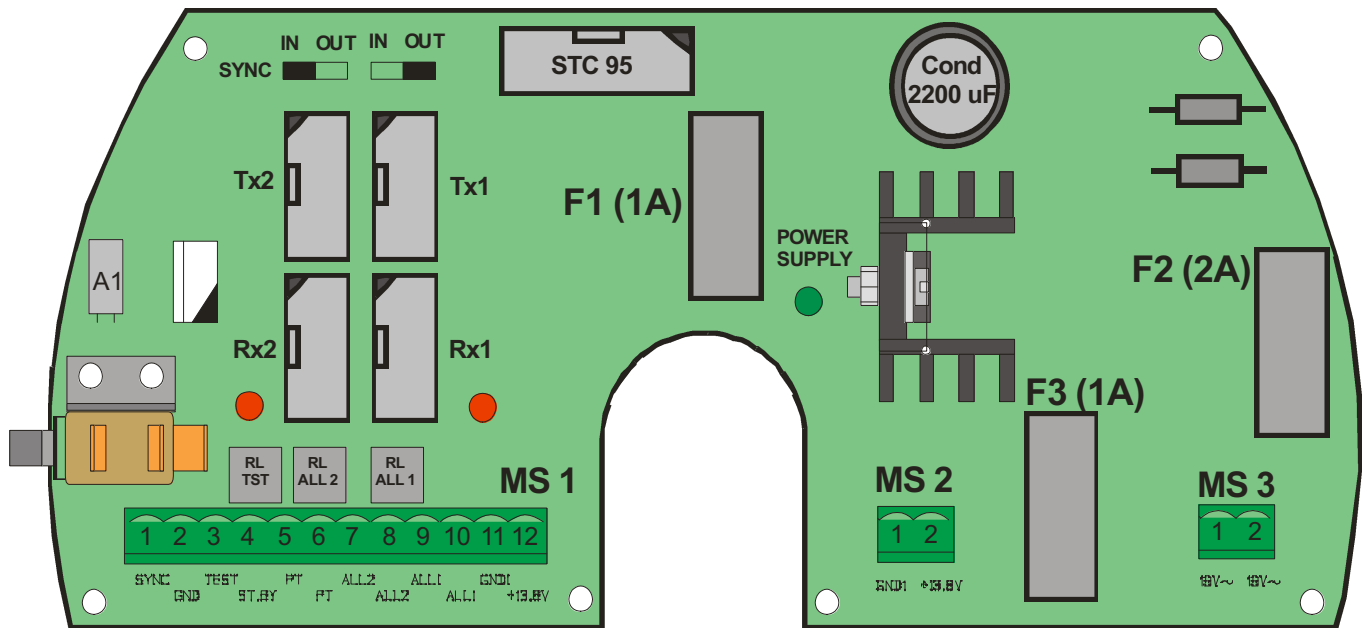 IN OUT IN OUT
SYNC
STC 95
Cond
2200 uF
Tx2
Tx1
F1 (1A)
POWER
SUPPLY
F2 (2A)
A1
Rx2
Rx1
F3 (1A)
RL
TST
RL
ALL 2
RL
ALL 1
MS 1
MS 2
MS 3
1 2 3 4 5 6 7 8 9 10 11 12
SYNC TEST PT ALL2 ALL1 GND1
GND ST.BY PT ALL2 ALL1 +13,8V
1 2
GND1 +13,8V
1 2
18V~ 18V~